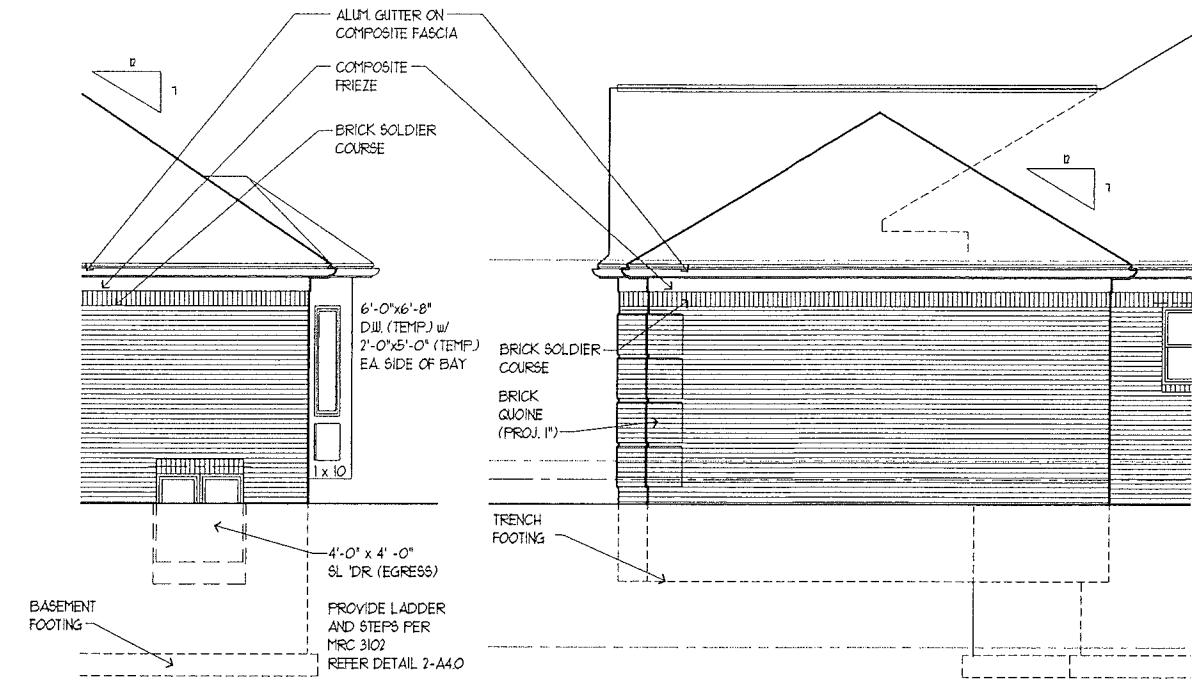 ALUM. GUTTER ON
COMPOSITE FASCIA
12
7
COMPOSITE
FRIEZE
BRICK SOLDIER
COURSE
12
7
6'-0"x6'-8"
D.W. (TEMP.) w/
2'-0"x5'-0" (TEMP.)
EA. SIDE OF BAY
1 x 10
BRICK SOLDIER
COURSE
BRICK
QUOINE
(PROJ. 1")
4'-0" x 4' -0"
SL 'DR. (EGRESS)
TRENCH
FOOTING
BASEMENT
FOOTING
PROVIDE LADDER
AND STEPS PER
MRC 3102
REFER DETAIL 2-A4.0